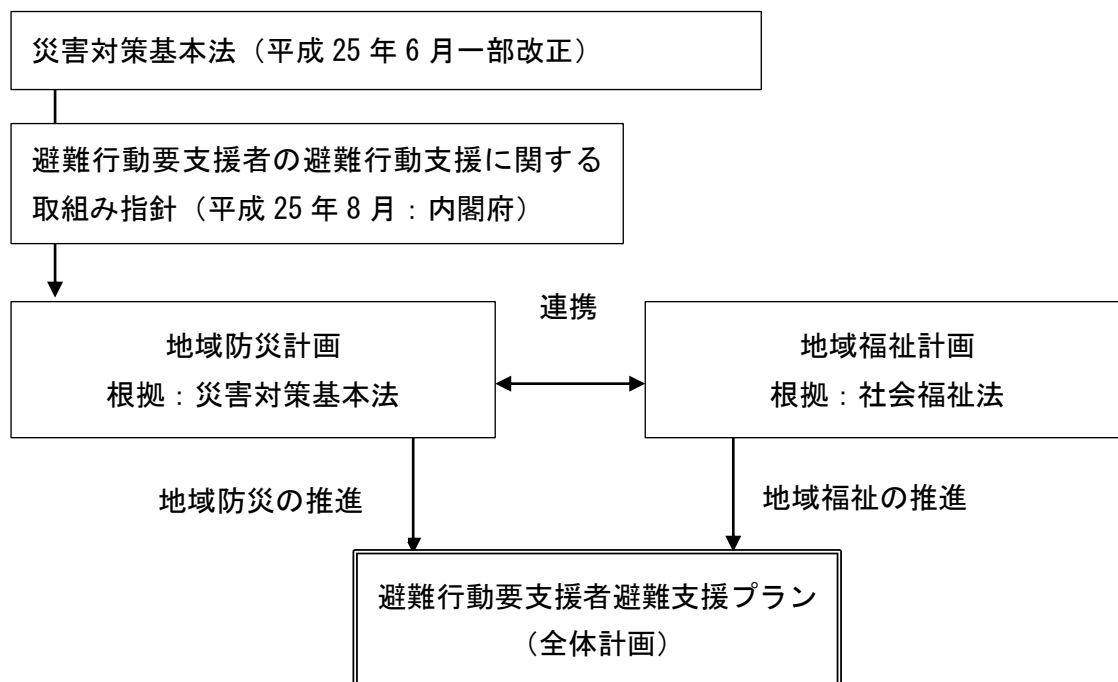 災害対策基本法（平成 25 年 6 月一部改正）
避難行動要支援者の避難行動支援に関する
取組み指針（平成 25 年 8 月：内閣府）
連携
地域防災計画
根拠：災害対策基本法
地域福祉計画
根拠：社会福祉法
地域防災の推進
地域福祉の推進
避難行動要支援者避難支援プラン
（全体計画）